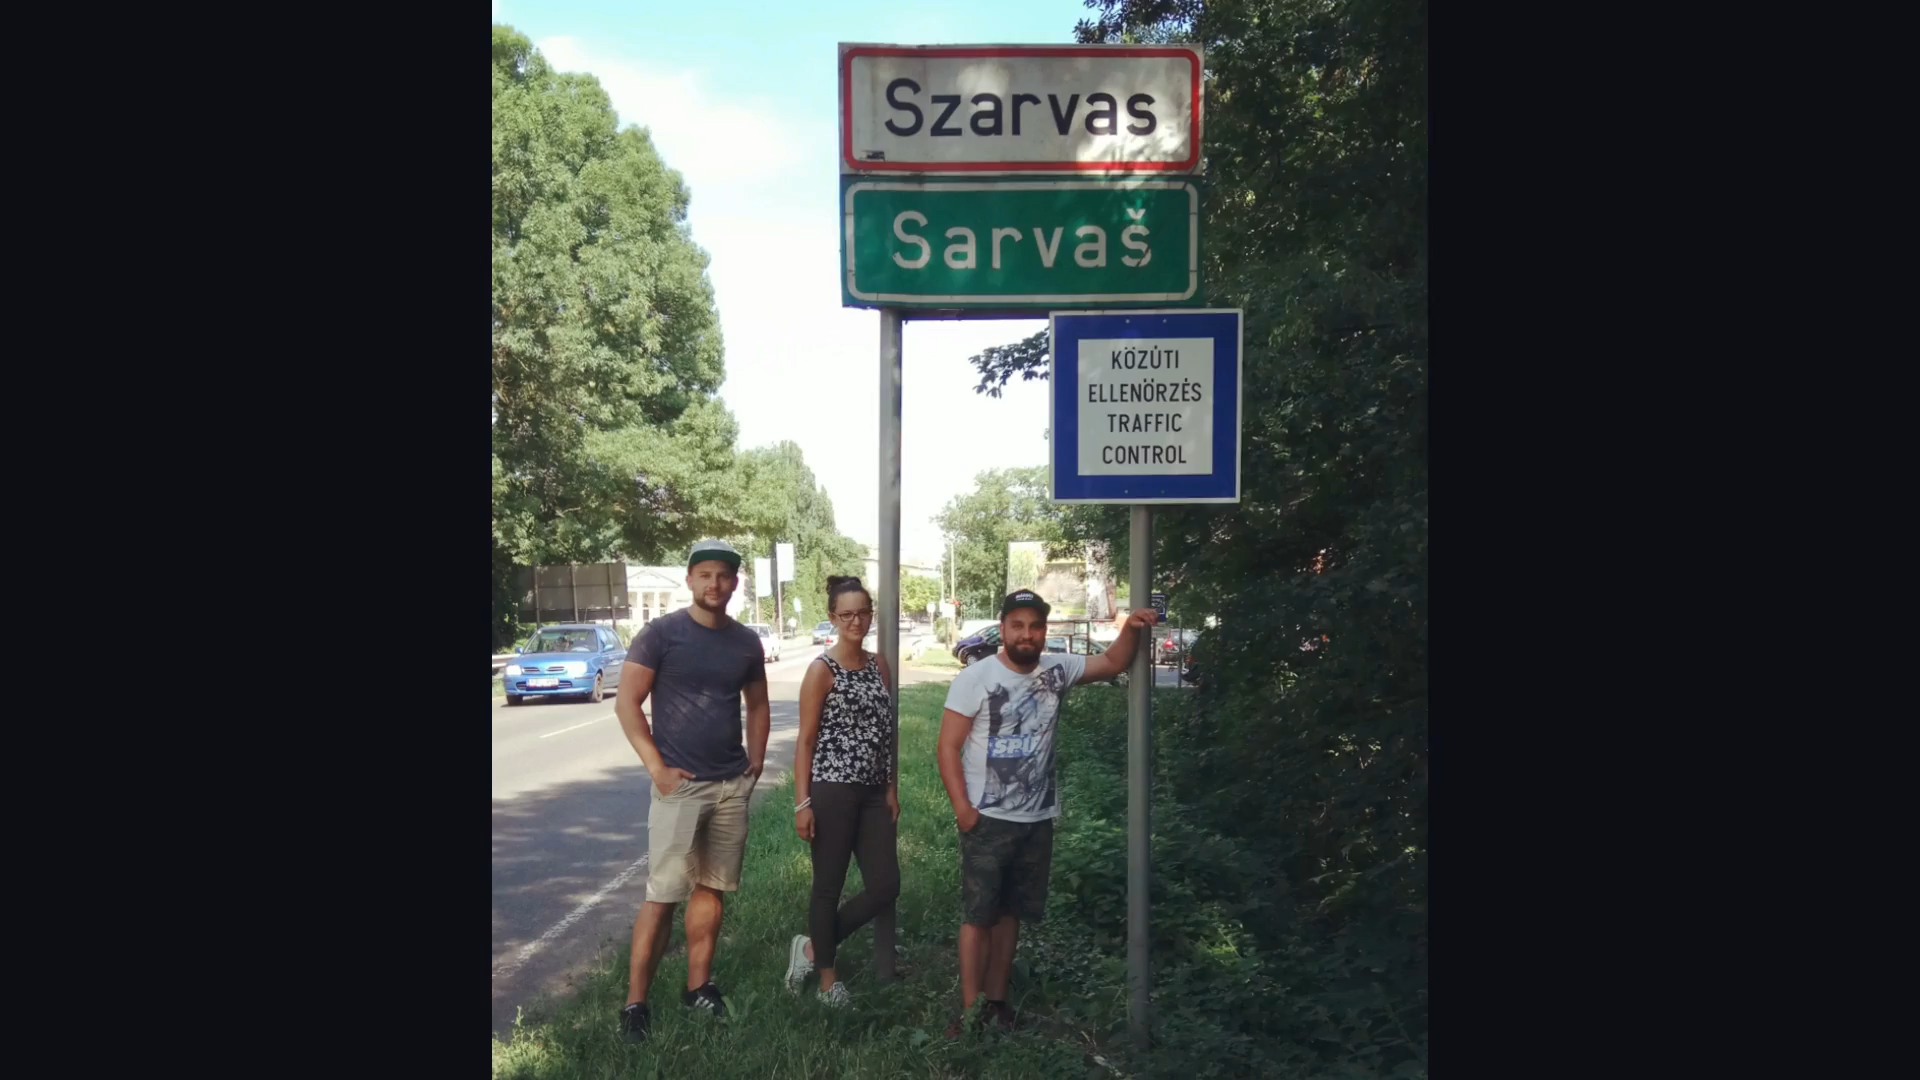 Szarvas
Sarvaš
KÖZÚTI
ELLENŐRZÉS
TRAFFIC
CONTROL